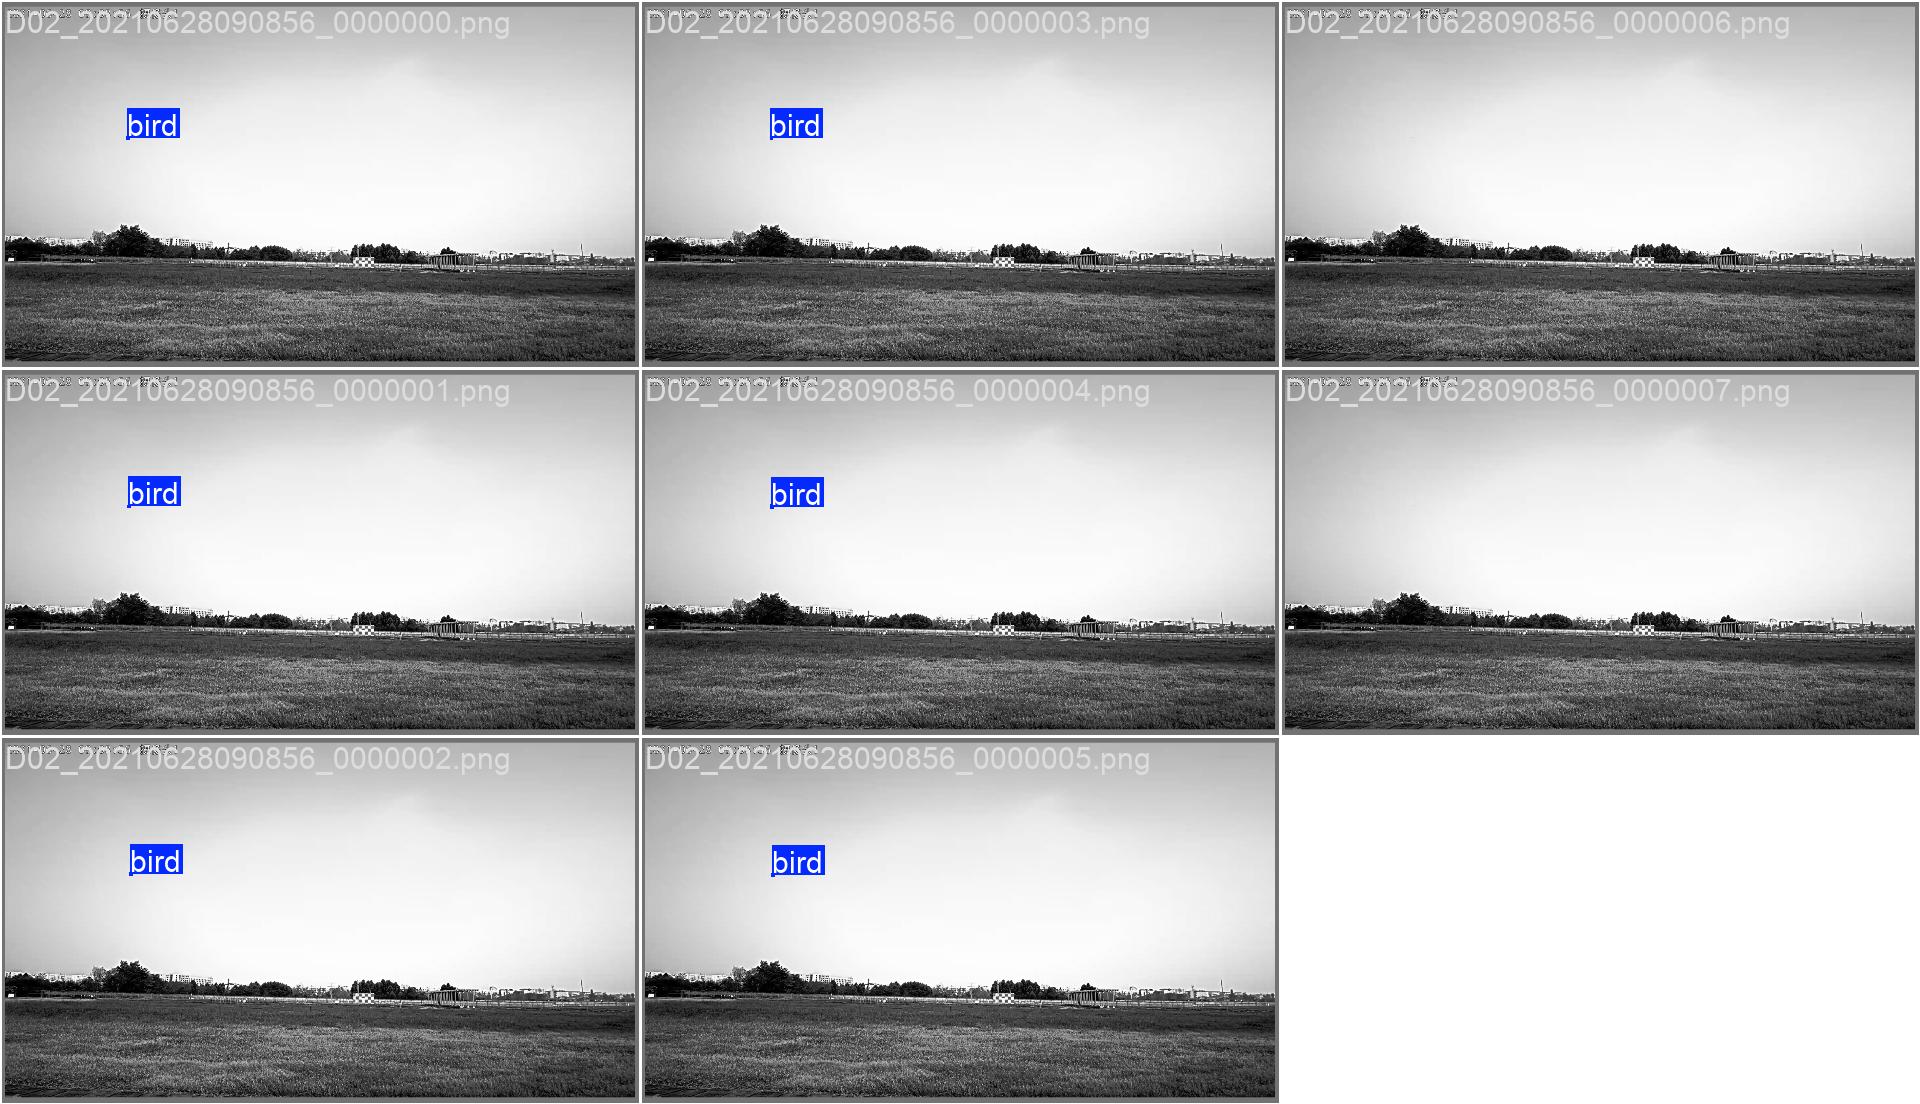 D02_20210628090856_0000000.png
bird
D02_20210628090856_0000003.png
bird
D02_20210628090856_0000006.png
D02_20210628090856_0000001.png
bird
D02_20210628090856_0000004.png
bird
D02_20210628090856_0000007.png
D02_20210628090856_0000002.png
bird
D02_20210628090856_0000005.png
bird